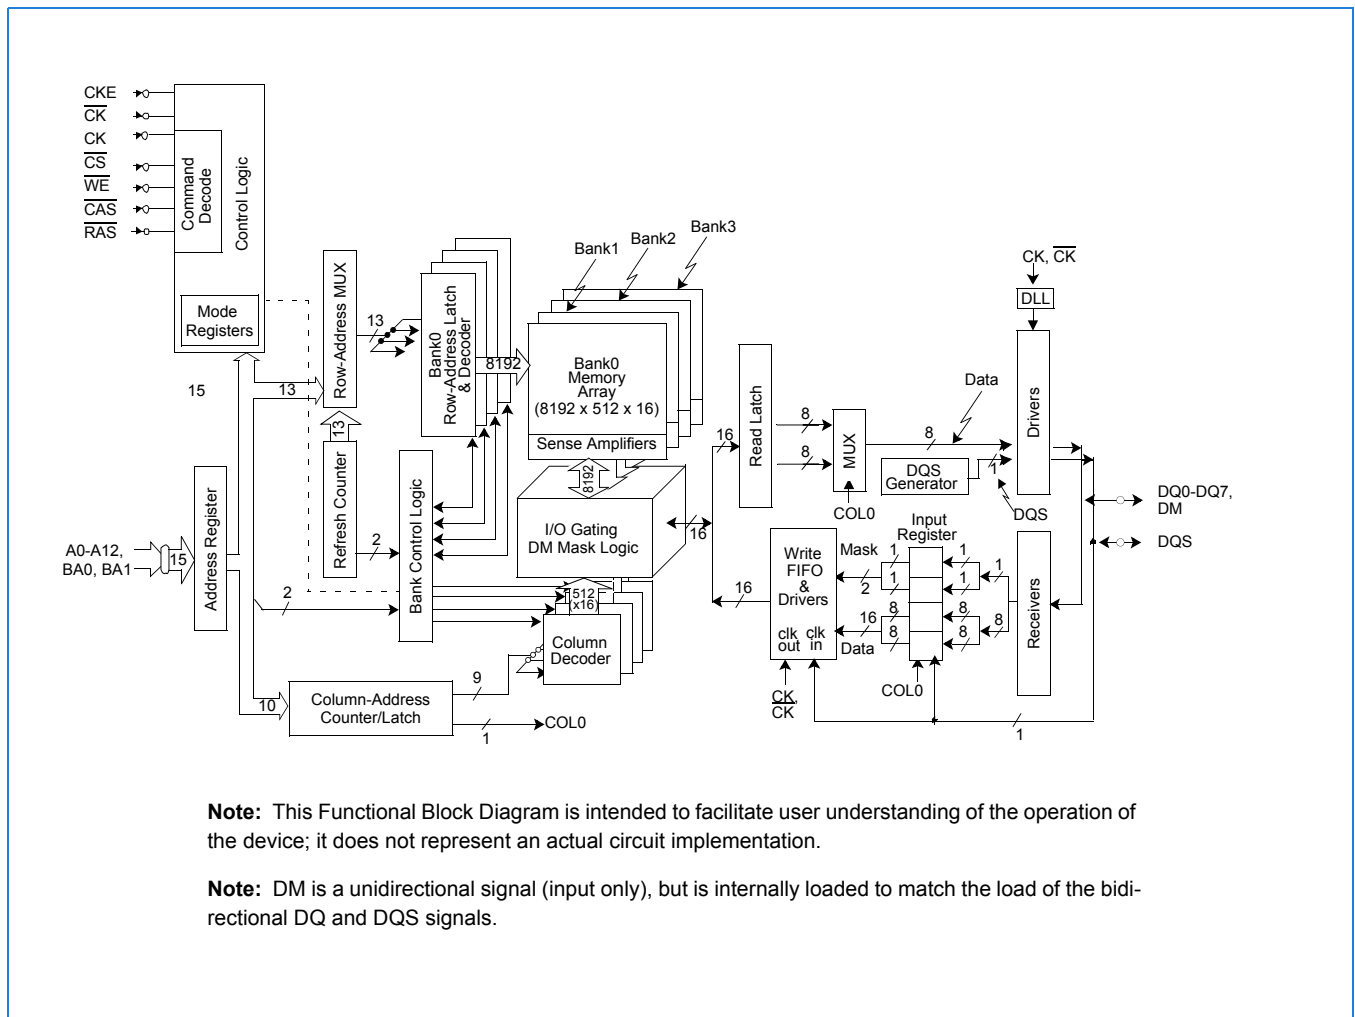 CKE
CK
CK
CS
WE
CAS
RAS
Command
Decode
Control Logic
Mode
Registers
15
13
Row-Address MUX
13
Refresh Counter
13
Bank0
Row-Address Latch
& Decoder
8192
Bank1
Bank2
Bank3
Bank0
Memory
Array
(8192 x 512 x 16)
Sense Amplifiers
8192
I/O Gating
DM Mask Logic
16
A0-A12,
BA0, BA1
15
Address Register
2
2
Bank Control Logic
512
(x16)
Column
Decoder
10
Column-Address
Counter/Latch
9
1
COL0
16
Read Latch
8
8
MUX
COL0
8
Data
DQS
Generator
1
DQS
CK, CK
DLL
Drivers
DQ0-DQ7,
DM
DQS
16
Write
FIFO
&
Drivers
clk
out
clk
in
CK,
CK
Mask
2
16
Data
Input
Register
1
1
8
8
1
1
8
8
1
8
COL0
Receivers
1
Note: This Functional Block Diagram is intended to facilitate user understanding of the operation of
the device; it does not represent an actual circuit implementation.
Note: DM is a unidirectional signal (input only), but is internally loaded to match the load of the bidi-
rectional DQ and DQS signals.